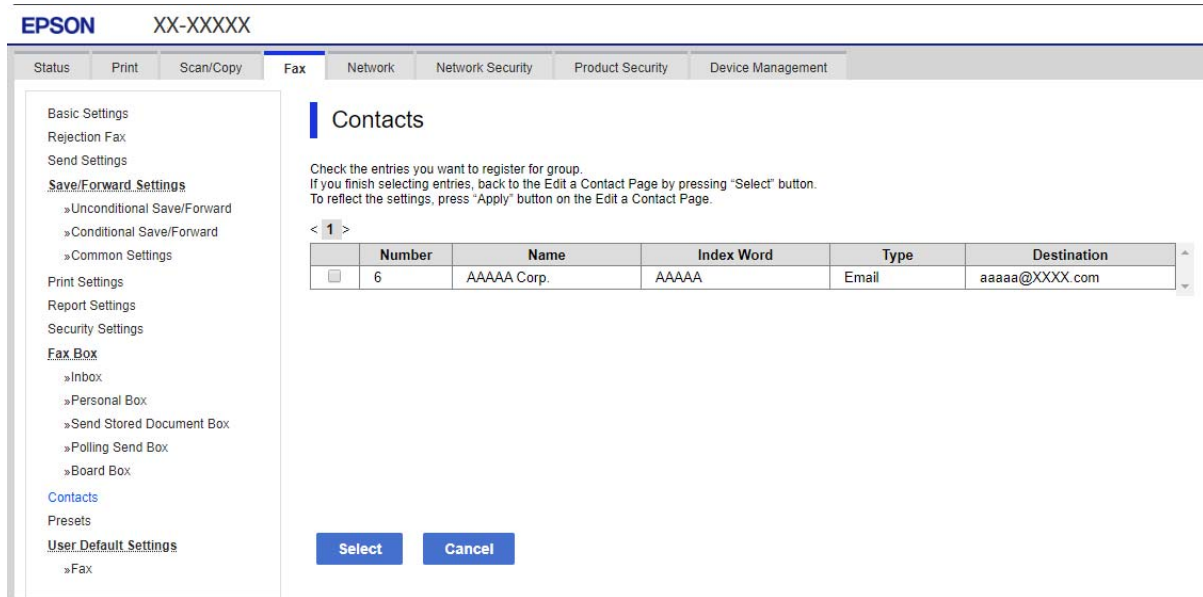 EPSON XX-XXXXX
Status Print Scan/Copy Fax Network Network Security Product Security Device Management
Basic Settings
Rejection Fax
Send Settings
Save/Forward Settings
»Unconditional Save/Forward
»Conditional Save/Forward
»Common Settings
Print Settings
Report Settings
Security Settings
Fax Box
»Inbox
»Personal Box
»Send Stored Document Box
»Polling Send Box
»Board Box
Contacts
Presets
User Default Settings
»Fax
Contacts
Check the entries you want to register for group.
If you finish selecting entries, back to the Edit a Contact Page by pressing “Select” button.
To reflect the settings, press “Apply” button on the Edit a Contact Page.
< 1 >
Number Name Index Word Type Destination
6 AAAAA Corp. AAAAA Email aaaaa@XXXX.com
Select Cancel